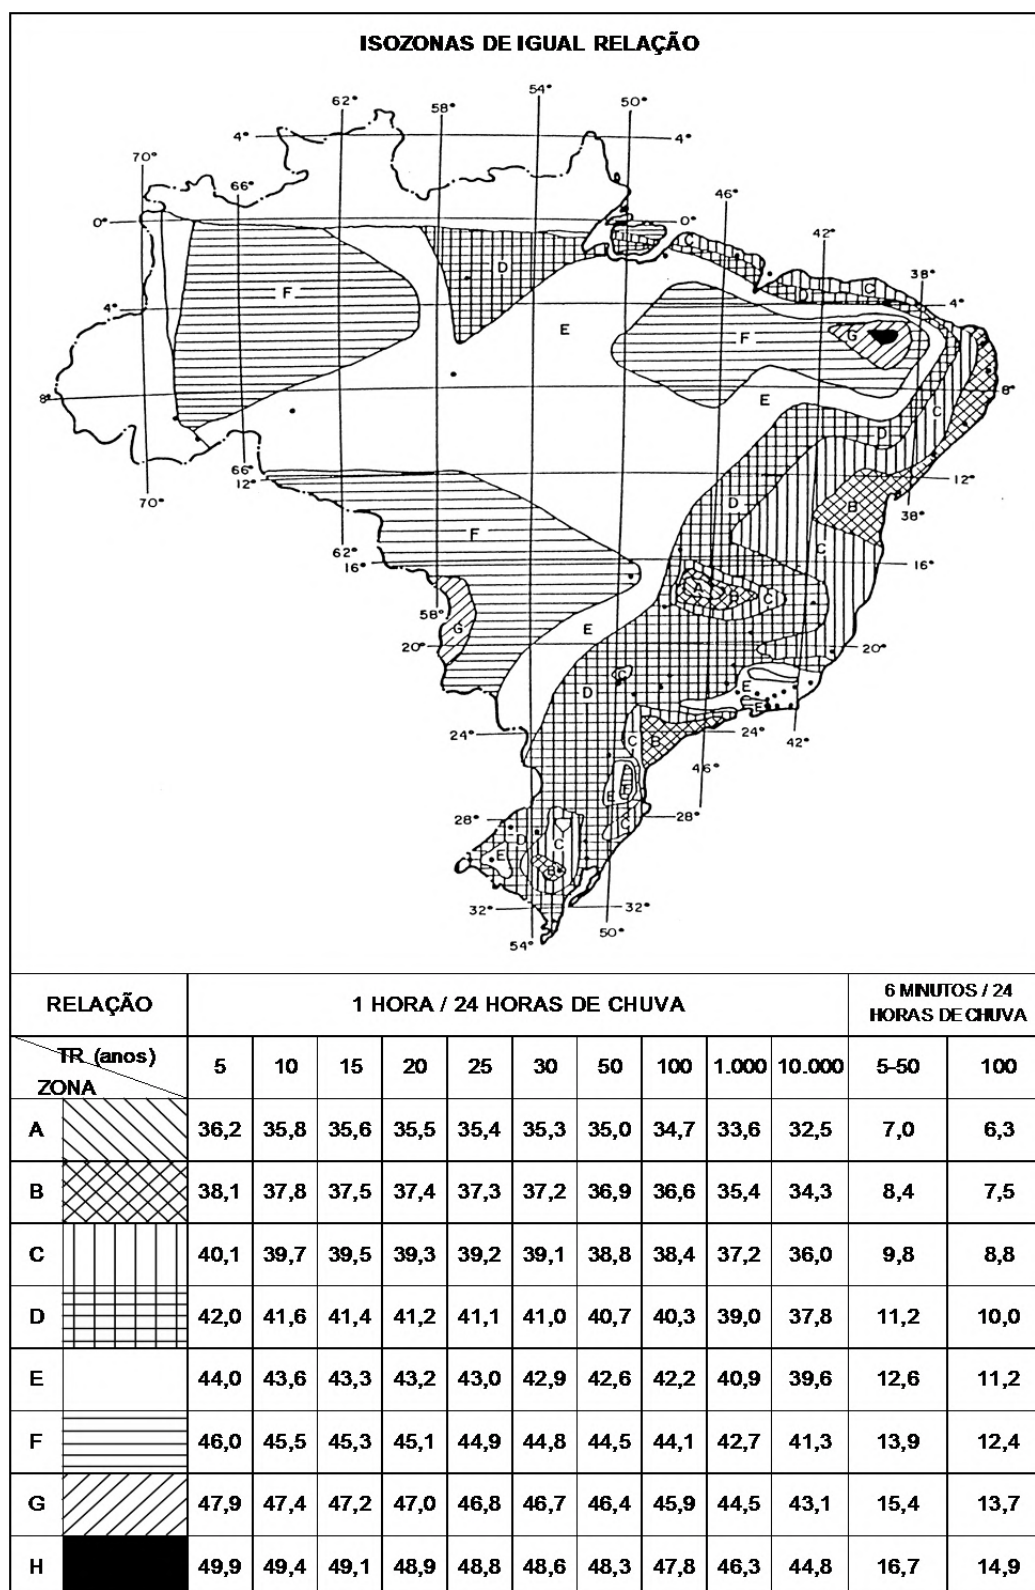 ISOZONAS DE IGUAL RELAÇÃO
54°
62° 58° 50°
4° 4°
70°
66° 46°
0° 0°
42°
C
D 38°
F C
D
4° 4°
E
F G
8° E 8°
C
D
66°
12° 12°
70° D B
38°
F
62° C
16° 16°
A B C
58°
G E
20° 20°
C E
D
F
24° C B 24°
42°
46°
E F
28° C 28°
D C
E
B
32° 32°
50°
54°
RELAÇÃO 1 HORA / 24 HORAS DE CHUVA 6 MINUTOS / 24 HORAS DE CHUVA
TR (anos) 5 10 15 20 25 30 50 100 1.000 10.000 5-50 100
ZONA
A 36,2 35,8 35,6 35,5 35,4 35,3 35,0 34,7 33,6 32,5 7,0 6,3
B 38,1 37,8 37,5 37,4 37,3 37,2 36,9 36,6 35,4 34,3 8,4 7,5
C 40,1 39,7 39,5 39,3 39,2 39,1 38,8 38,4 37,2 36,0 9,8 8,8
D 42,0 41,6 41,4 41,2 41,1 41,0 40,7 40,3 39,0 37,8 11,2 10,0
E 44,0 43,6 43,3 43,2 43,0 42,9 42,6 42,2 40,9 39,6 12,6 11,2
F 46,0 45,5 45,3 45,1 44,9 44,8 44,5 44,1 42,7 41,3 13,9 12,4
G 47,9 47,4 47,2 47,0 46,8 46,7 46,4 45,9 44,5 43,1 15,4 13,7
H 49,9 49,4 49,1 48,9 48,8 48,6 48,3 47,8 46,3 44,8 16,7 14,9